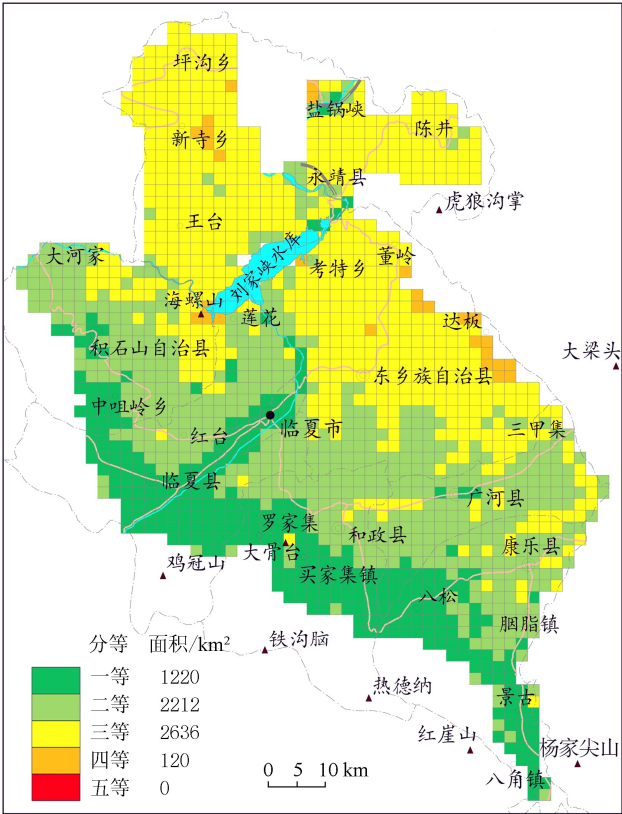 坪沟乡
盐锅峡
陈井
新寺乡
永靖县
虎狼沟掌
王台
大河家
刘家峡水库
考特乡
董岭
海螺山
莲花
达板
积石山自治县
大梁头
东乡族自治县
中咀岭乡
红台
临夏市
三甲集
临夏县
广河县
罗家集
和政县
康乐县
大骨台
鸡冠山
买家集镇
八松
胭脂镇
铁沟脑
热德纳
景古
红崖山
杨家尖山
八角镇
分等 面积/km²
一等 1220
二等 2212
三等 2636
四等 120
五等 0
0 5 10 km